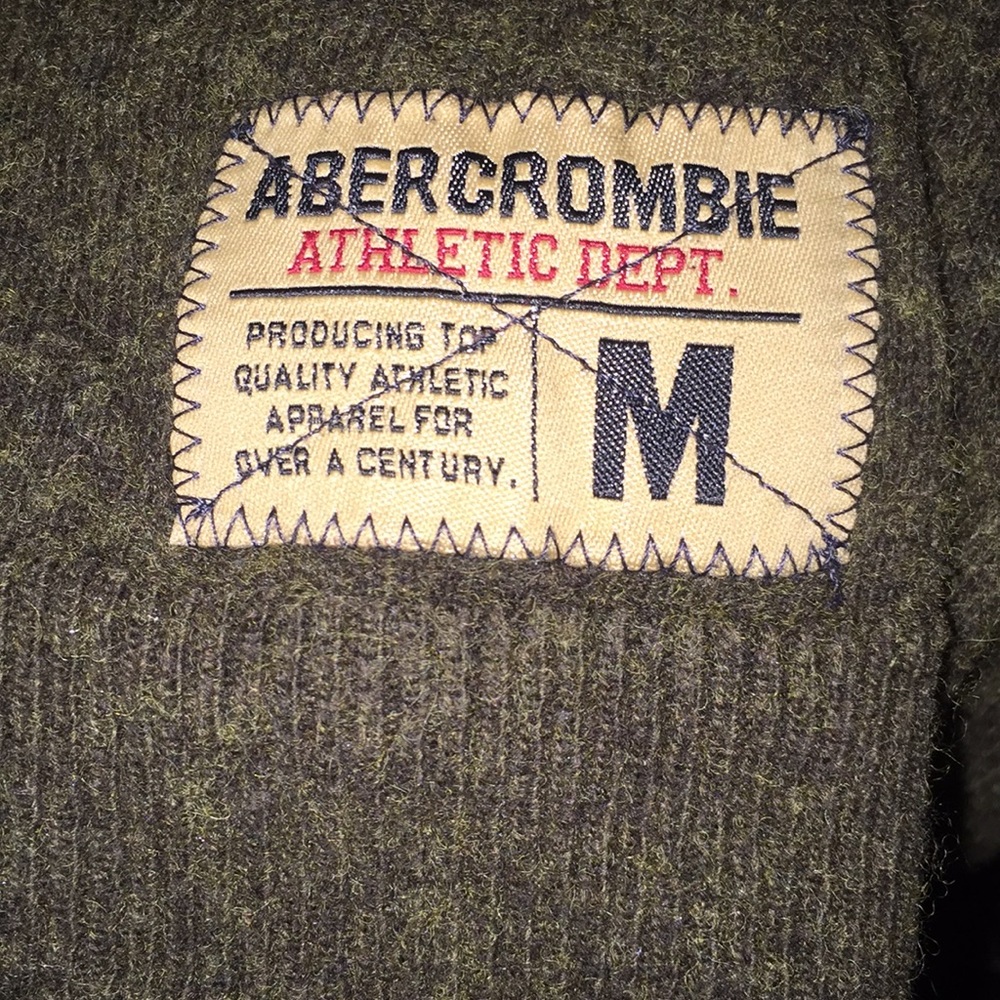 ABERCROMBIE
ATHLETIC DEPT.
PRODUCING TOP
QUALITY ATHLETIC
APPAREL FOR
OVER A CENTURY.
M